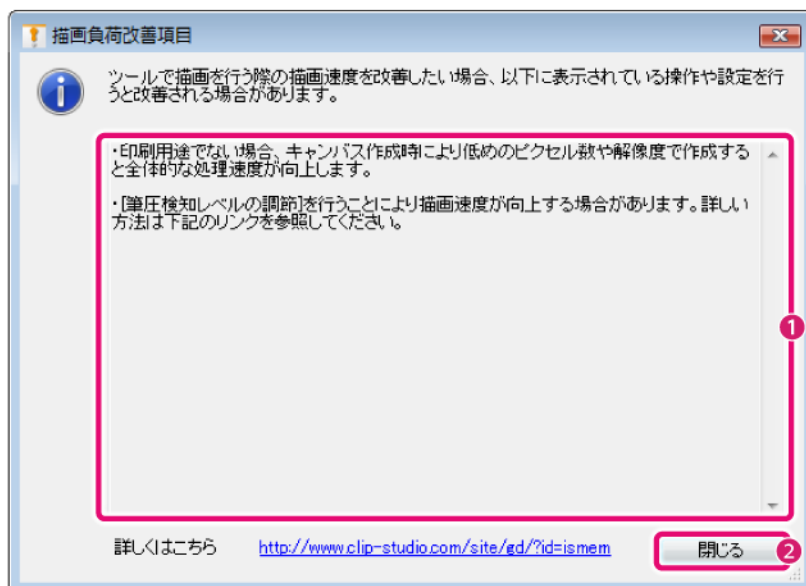 描画負荷改善項目
ツールで描画を行う際の描画速度を改善したい場合、以下に表示されている操作や設定を行
うと改善される場合があります。
・印刷用途でない場合、キャンバス作成時により低めのピクセル数や解像度で作成する
と全体的な処理速度が向上します。
・[筆圧検知レベルの調節]を行うことにより描画速度が向上する場合があります。詳しい
方法は下記のリンクを参照してください。
1
詳しくはこちら http://www.clip-studio.com/site/gd/?id=ismem 閉じる 2